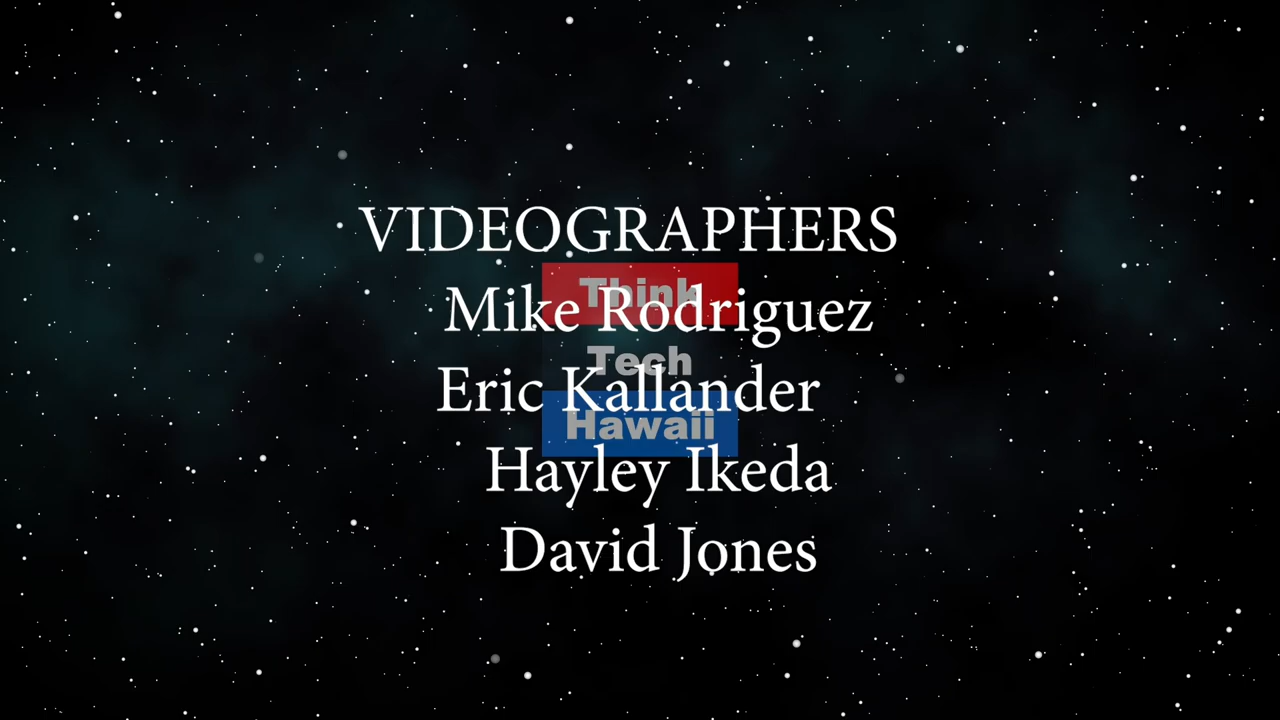 VIDEOGRAPHERS
Think
Mike Rodriguez
Tech
Eric Kallander
Hawaii
Hayley Ikeda
David Jones